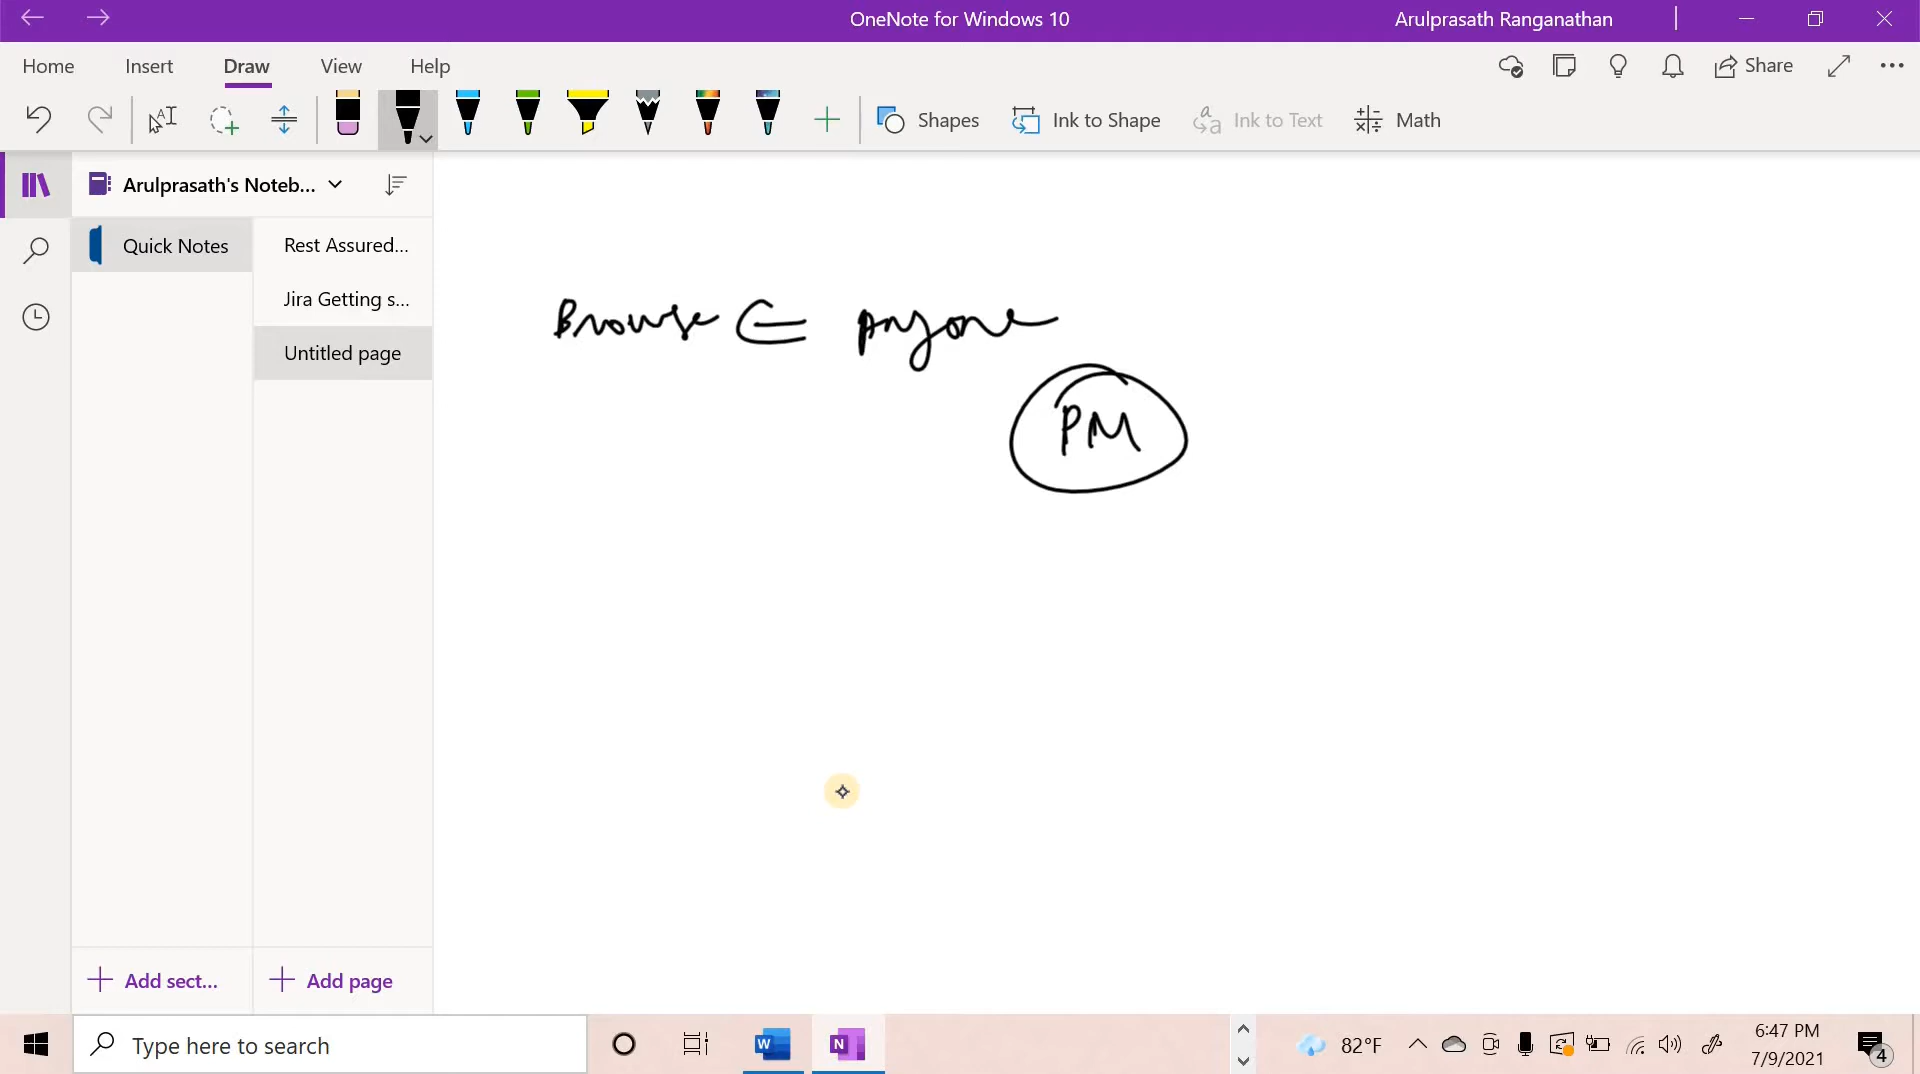 OneNote for Windows 10
Arulprasath Ranganathan
Home Insert Draw View Help
Share
Shapes Ink to Shape Ink to Text Math
Arulprasath's Noteb...
Quick Notes
Rest Assured...
Jira Getting s...
Untitled page
Browse anyone
PM
Add sect...
Add page
Type here to search
82°F
6:47 PM
7/9/2021
4